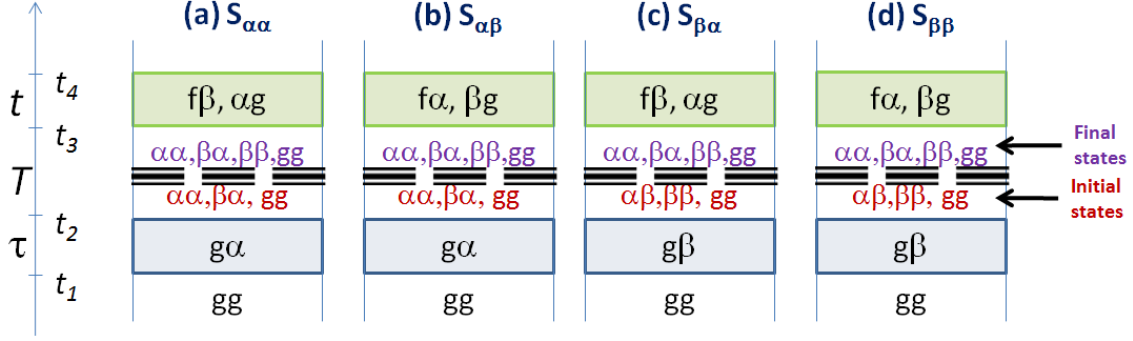 (a) Sαα (b) Sαβ (c) Sβα (d) Sββ
t4
t
fβ, αg fα, βg fβ, αg fα, βg
t3
αα,βα,ββ,gg αα,βα,ββ,gg αα,βα,ββ,gg αα,βα,ββ,gg
Final
states
T
αα,βα, gg αα,βα, gg αβ,ββ, gg αβ,ββ, gg
Initial
states
t2
τ
gα gα gβ gβ
t1
gg gg gg gg